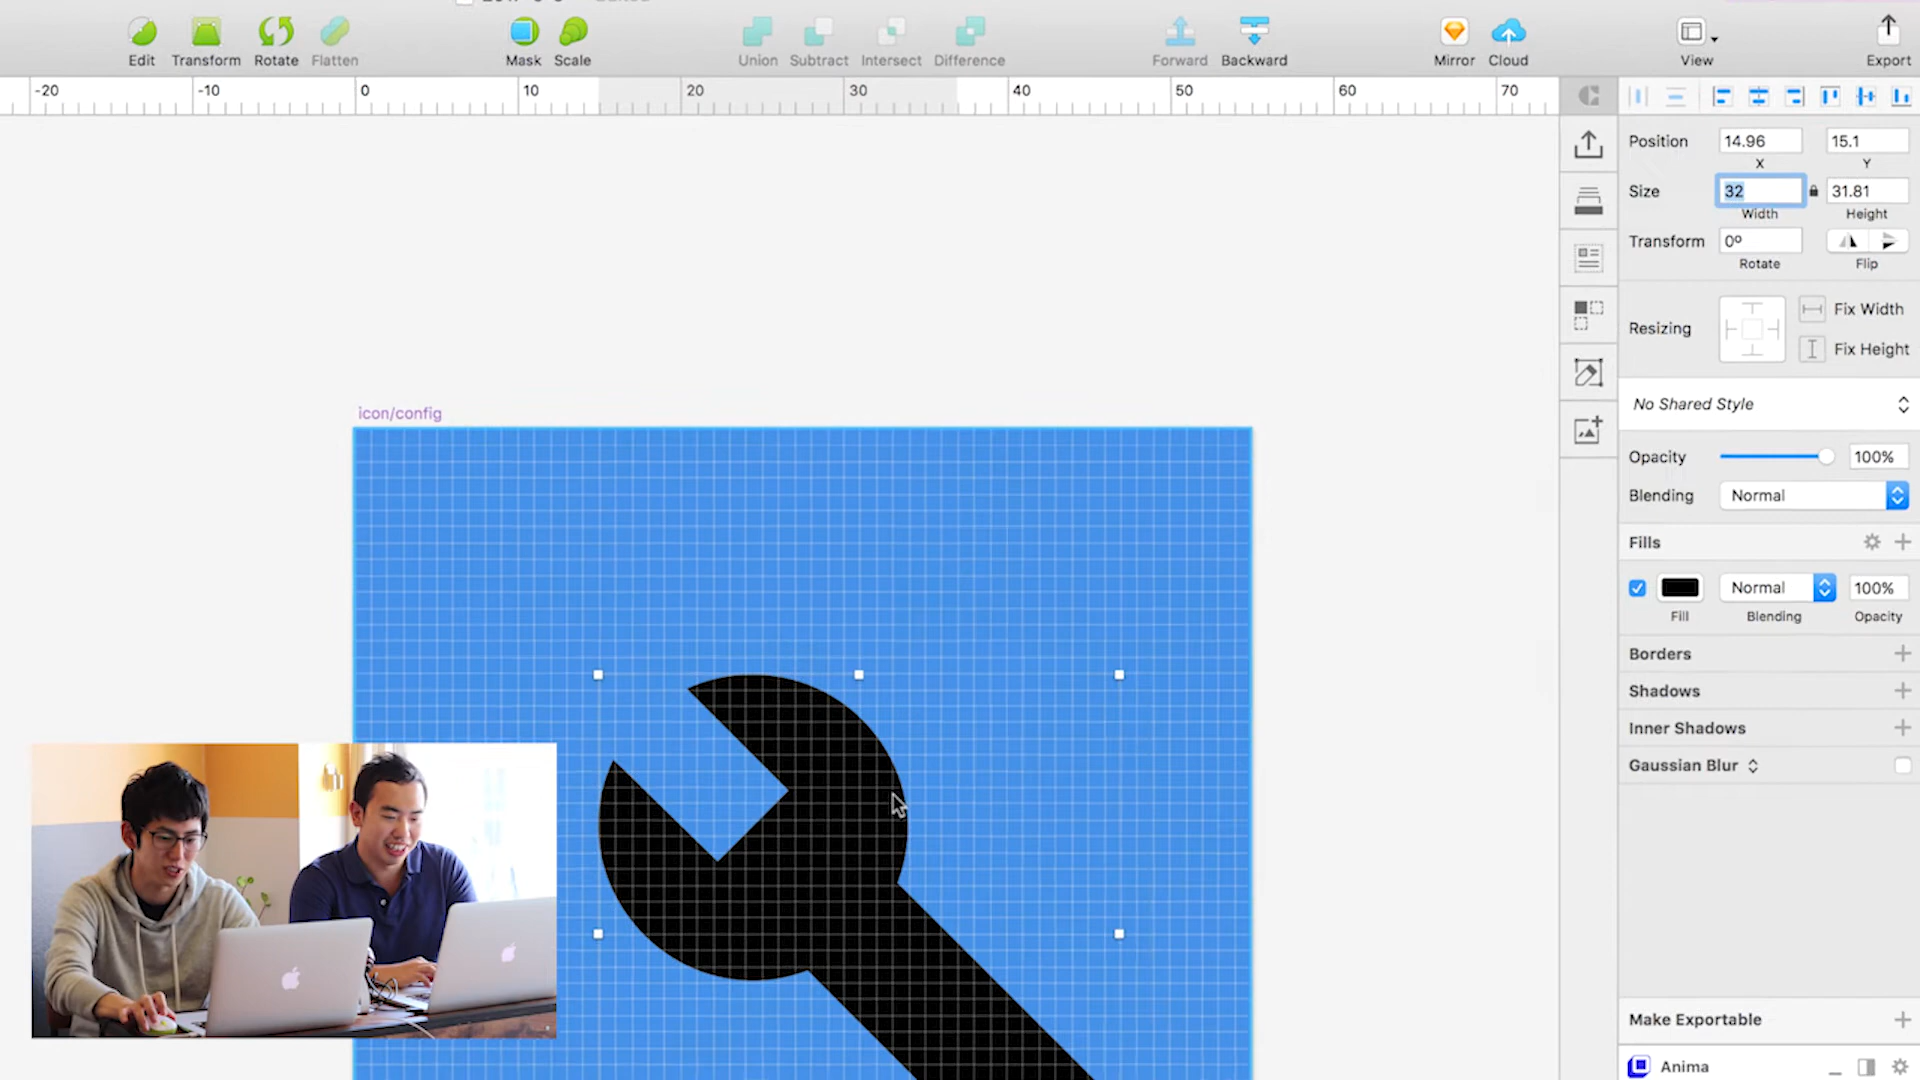 Edit Transform Rotate Flatten Mask Scale Union Subtract Intersect Difference Forward Backward Mirror Cloud View Export
-20 -10 0 10 20 30 40 50 60 70
Position 14.96 15.1
X Y
Size 32 31.81
Width Height
Transform 0º
Rotate Flip
Resizing Fix Width
Fix Height
No Shared Style
icon/config
Opacity 100%
Blending Normal
Fills
Normal 100%
Fill Blending Opacity
Borders
Shadows
Inner Shadows
Gaussian Blur
Make Exportable
Anima